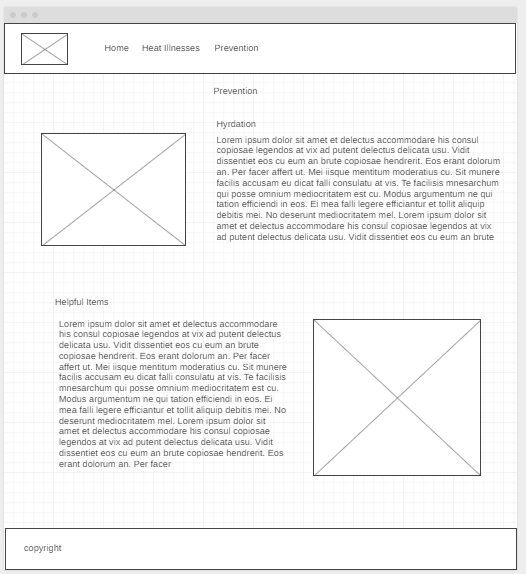 Home Heat Illnesses Prevention
Prevention
Hyrdation
Lorem ipsum dolor sit amet et delectus accommodare his consul
copiosae legendos at vix ad putent delectus delicata usu. Vidit
dissentiet eos cu eum an brute copiosae hendrerit. Eos erant dolorum
an. Per facer affert ut. Mei iisque mentitum moderatius cu. Sit munere
facilis accusam eu dicat falli consulatu at vis. Te facilisis mnesarchum
qui posse omnium mediocritatem est cu. Modus argumentum ne qui
tation efficiendi in eos. Ei mea falli legere efficiantur et tollit aliquip
debitis mei. No deserunt mediocritatem mel. Lorem ipsum dolor sit
amet et delectus accommodare his consul copiosae legendos at vix
ad putent delectus delicata usu. Vidit dissentiet eos cu eum an brute
Helpful Items
Lorem ipsum dolor sit amet et delectus accommodare
his consul copiosae legendos at vix ad putent delectus
delicata usu. Vidit dissentiet eos cu eum an brute
copiosae hendrerit. Eos erant dolorum an. Per facer
affert ut. Mei iisque mentitum moderatius cu. Sit munere
facilis accusam eu dicat falli consulatu at vis. Te facilisis
mnesarchum qui posse omnium mediocritatem est cu.
Modus argumentum ne qui tation efficiendi in eos. Ei
mea falli legere efficiantur et tollit aliquip debitis mei. No
deserunt mediocritatem mel. Lorem ipsum dolor sit
amet et delectus accommodare his consul copiosae
legendos at vix ad putent delectus delicata usu. Vidit
dissentiet eos cu eum an brute copiosae hendrerit. Eos
erant dolorum an. Per facer
copyright